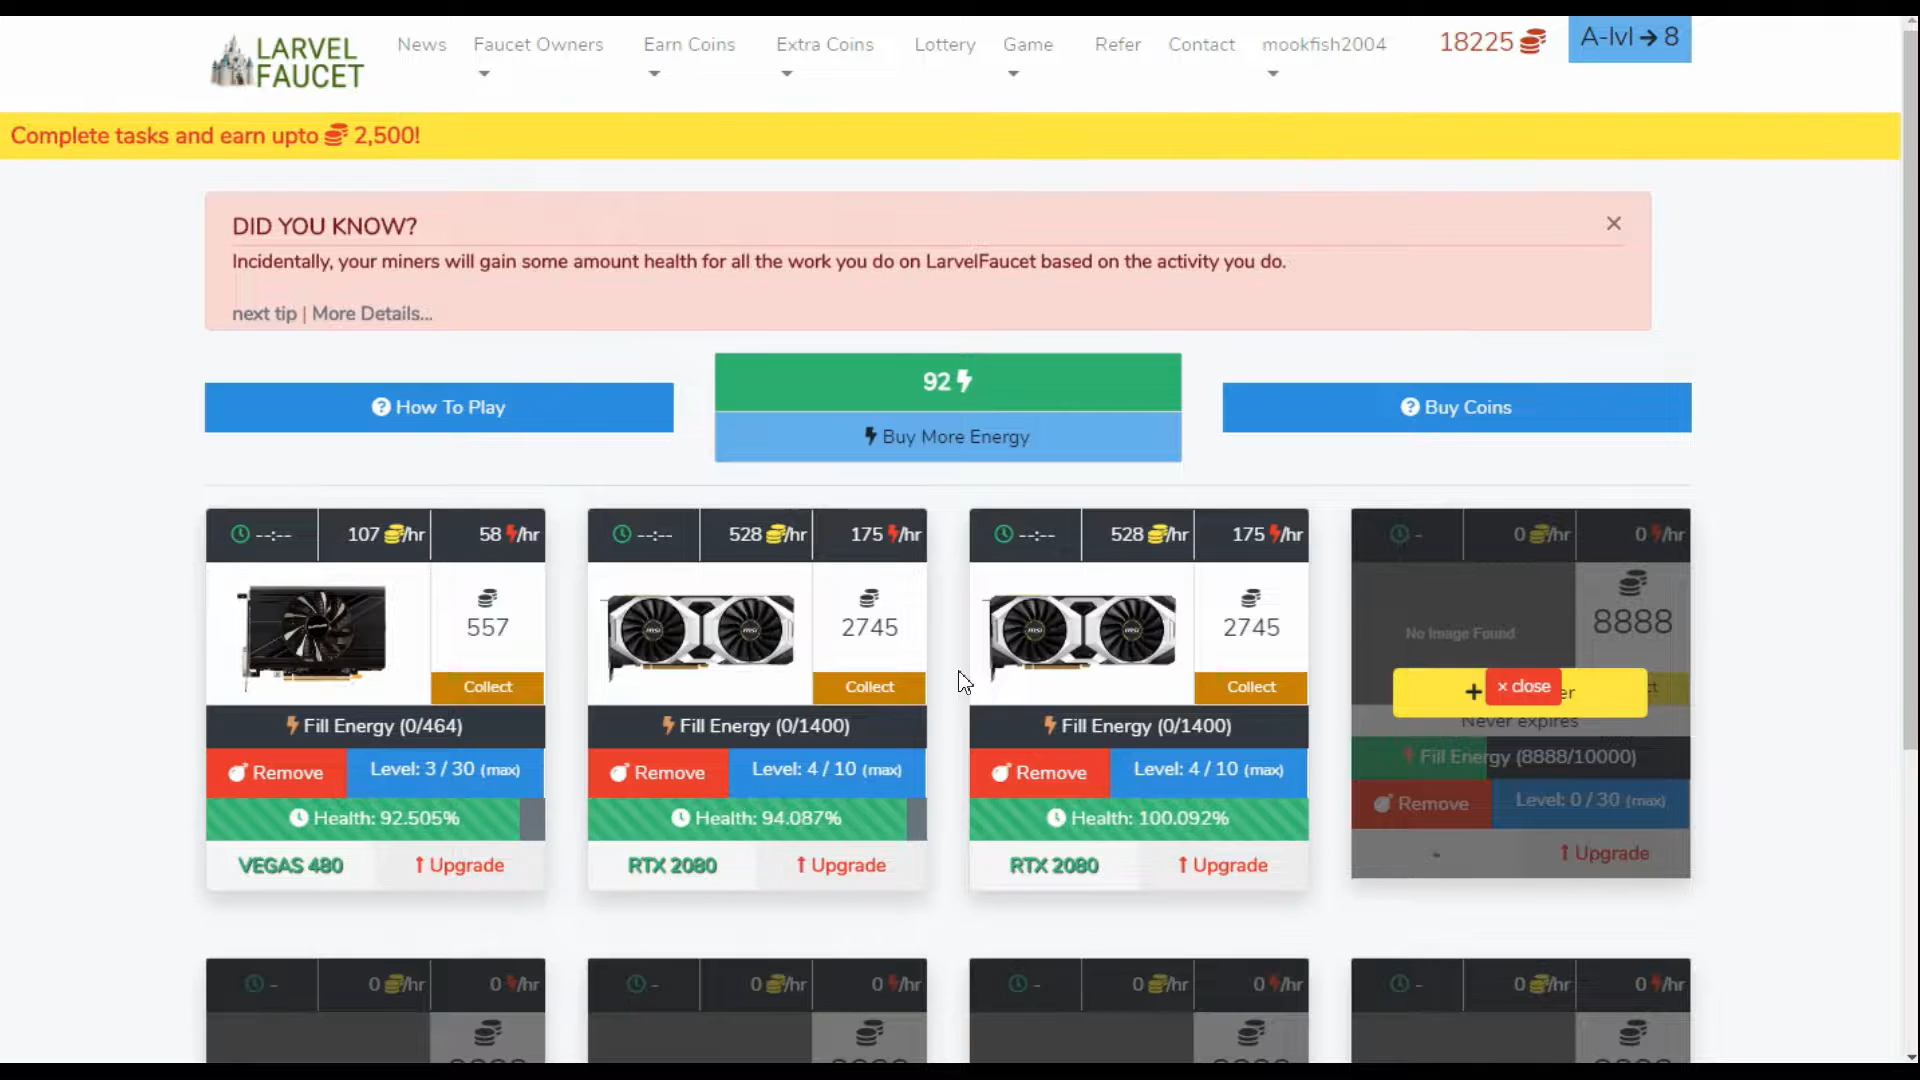 LARVEL FAUCET
News
Faucet Owners
Earn Coins
Extra Coins
Lottery
Game
Refer
Contact
mookfish2004
18225
A-lvl → 8
Complete tasks and earn upto 2,500!
DID YOU KNOW?
×
Incidentally, your miners will gain some amount health for all the work you do on LarvelFaucet based on the activity you do.
next tip | More Details...
How To Play
92
Buy More Energy
Buy Coins
--:-- 107 /hr 58 /hr
557
Collect
Fill Energy (0/464)
Remove Level: 3 / 30 (max)
Health: 92.505%
VEGAS 480 Upgrade
--:-- 528 /hr 175 /hr
2745
Collect
Fill Energy (0/1400)
Remove Level: 4 / 10 (max)
Health: 94.087%
RTX 2080 Upgrade
--:-- 528 /hr 175 /hr
2745
Collect
Fill Energy (0/1400)
Remove Level: 4 / 10 (max)
Health: 100.092%
RTX 2080 Upgrade
- 0 /hr 0 /hr
No Image Found
8888
+ × close
Never expires
Fill Energy (8888/10000)
Remove Level: 0 / 30 (max)
- Upgrade
- 0 /hr 0 /hr
- 0 /hr 0 /hr
- 0 /hr 0 /hr
- 0 /hr 0 /hr